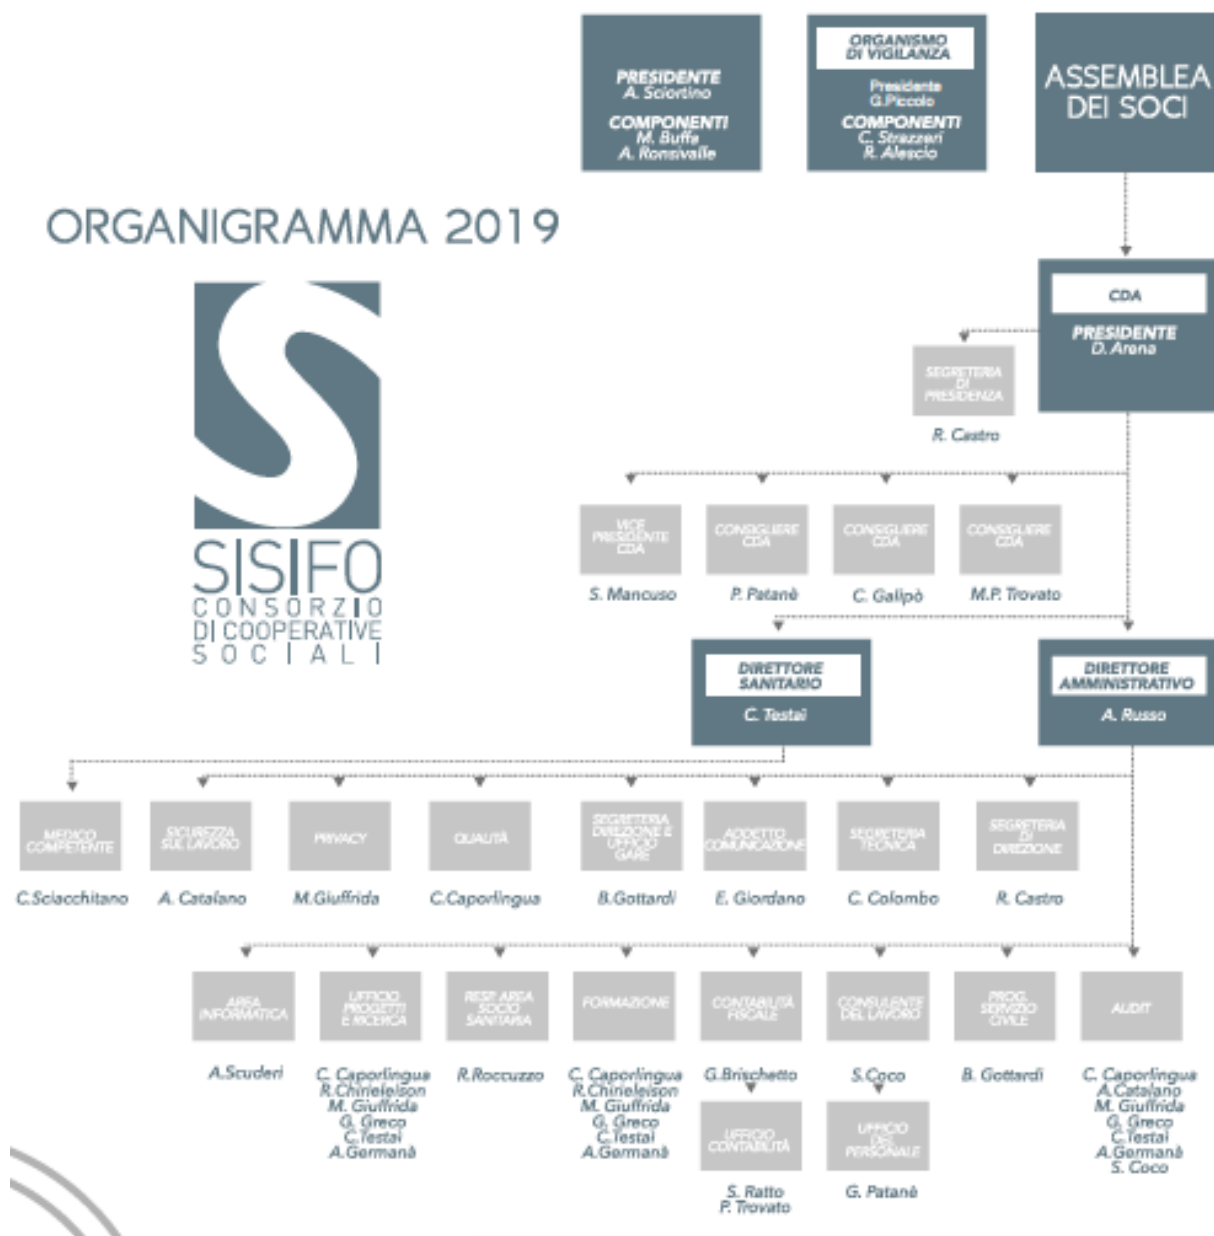 PRESIDENTE
A. Sciortino
COMPONENTI
M. Buffa
A. Ronsivalle
ORGANISMO
DI VIGILANZA
Presidente
G.Piccolo
COMPONENTI
C. Strazzeri
R. Alescio
ASSEMBLEA
DEI SOCI
ORGANIGRAMMA 2019
SISIFO
CONSORZIO
DI COOPERATIVE
SOCIALI
CDA
PRESIDENTE
D. Arena
SEGRETERIA
DI
PRESIDENZA
R. Castro
VICE
PRESIDENTE
CDA
S. Mancuso
CONSIGLIERE
CDA
P. Patanè
CONSIGLIERE
CDA
C. Galipò
CONSIGLIERE
CDA
M.P. Trovato
DIRETTORE
SANITARIO
C. Testaì
DIRETTORE
AMMINISTRATIVO
A. Russo
MEDICO
COMPETENTE
C.Sciacchitano
SICUREZZA
SUL LAVORO
A. Catalano
PRIVACY
M.Giuffrida
QUALITÀ
C.Caporlingua
SEGRETERIA
DIREZIONE E
UFFICIO
GARE
B.Gottardi
ADDETTO
COMUNICAZIONE
E. Giordano
SEGRETERIA
TECNICA
C. Colombo
SEGRETERIA
DI
DIREZIONE
R. Castro
AREA
INFORMATICA
A.Scuderi
UFFICIO
PROGETTI
E RICERCA
C. Caporlingua
R.Chirieleison
M. Giuffrida
G. Greco
C.Testaì
A.Germanà
RESP. AREA
SOCIO
SANITARIA
R.Roccuzzo
FORMAZIONE
C. Caporlingua
R.Chirieleison
M. Giuffrida
G. Greco
C.Testaì
A.Germanà
CONTABILITÀ
FISCALE
G.Brischetto
UFFICIO
CONTABILITÀ
S. Ratto
P. Trovato
CONSULENTE
DEL LAVORO
S.Coco
UFFICIO
DEL
PERSONALE
G. Patanè
PROG.
SERVIZIO
CIVILE
B. Gottardi
AUDIT
C. Caporlingua
A.Catalano
M. Giuffrida
G. Greco
C.Testaì
A.Germanà
S. Coco